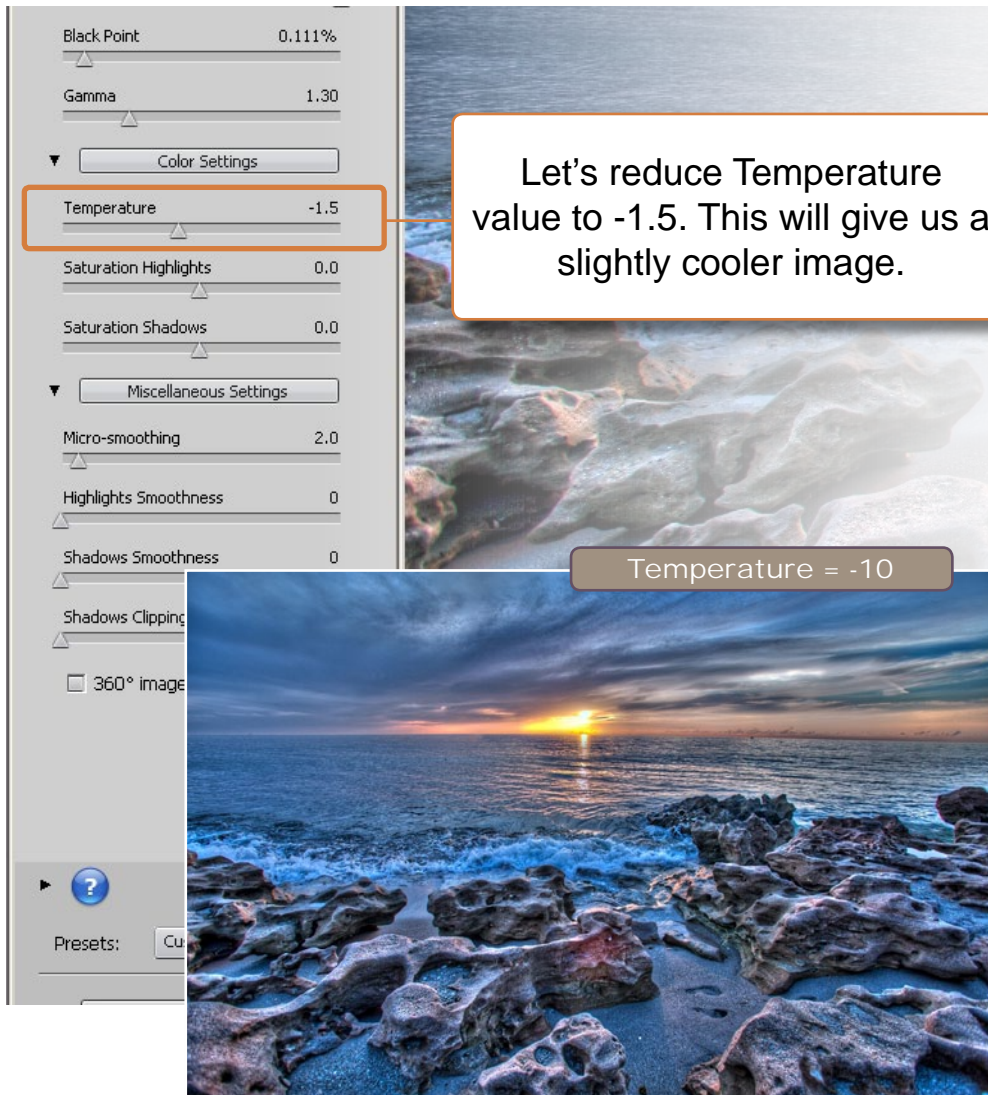 Black Point 0.111%
Gamma 1.30
Color Settings
Temperature -1.5
Let’s reduce Temperature
value to -1.5. This will give us a
slightly cooler image.
Saturation Highlights 0.0
Saturation Shadows 0.0
Miscellaneous Settings
Micro-smoothing 2.0
Highlights Smoothness 0
Shadows Smoothness 0
Temperature = -10
Shadows Clipping
360° image
?
Presets: Cu